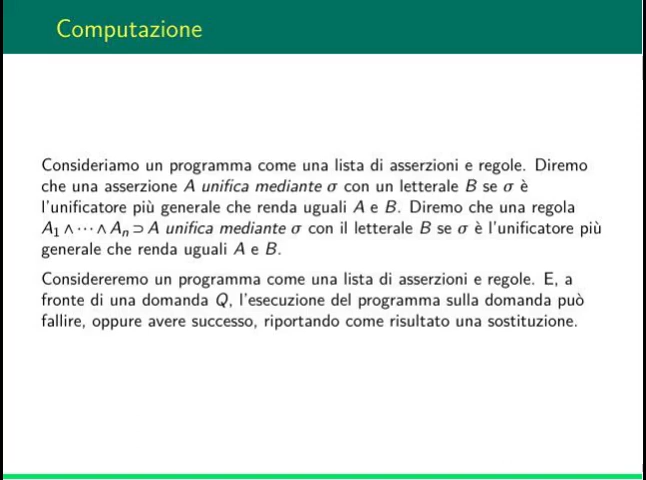 Computazione
Consideriamo un programma come una lista di asserzioni e regole. Diremo
che una asserzione A unifica mediante σ con un letterale B se σ è
l'unificatore più generale che renda uguali A e B. Diremo che una regola
A₁ ∧ ⋯ ∧ Aₙ ⊃ A unifica mediante σ con il letterale B se σ è l'unificatore più
generale che renda uguali A e B.
Considereremo un programma come una lista di asserzioni e regole. E, a
fronte di una domanda Q, l'esecuzione del programma sulla domanda può
fallire, oppure avere successo, riportando come risultato una sostituzione.